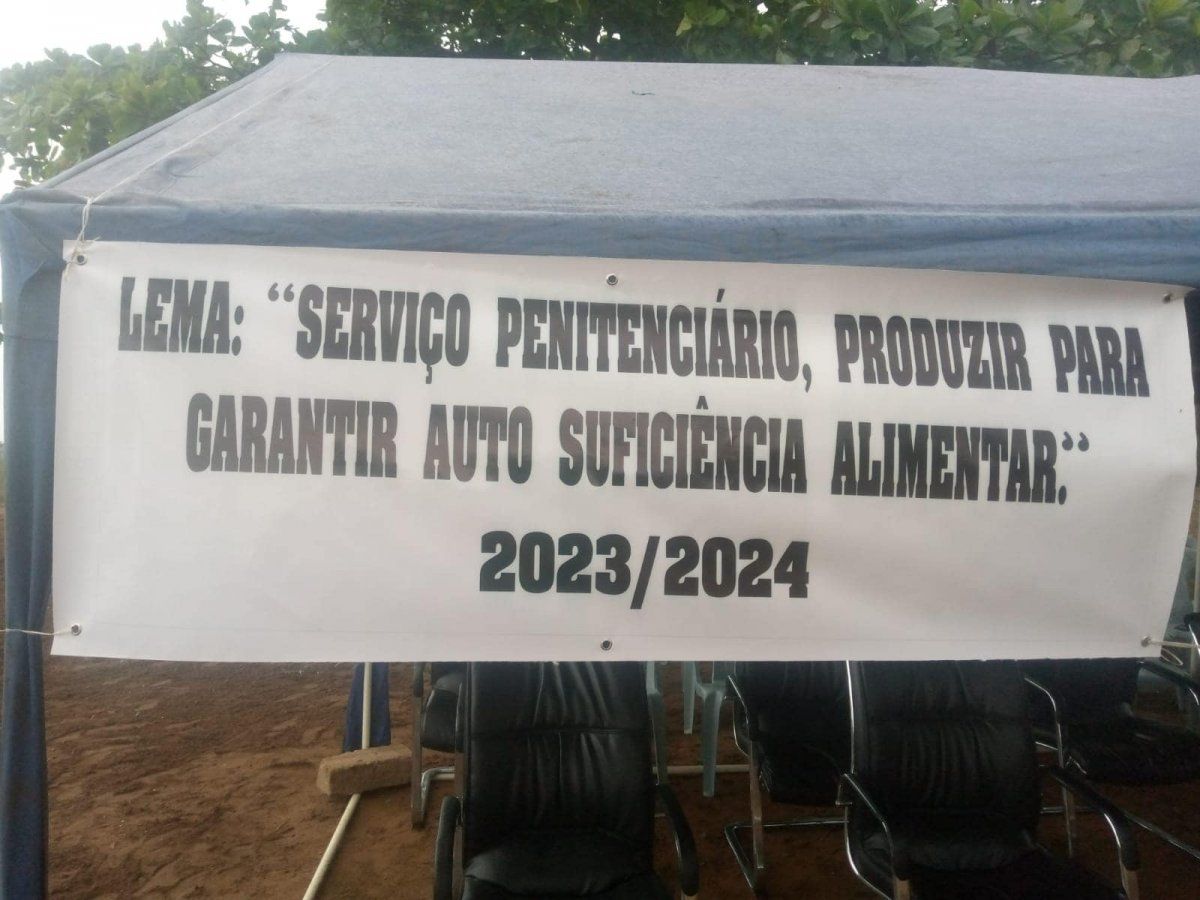 LEMA: “SERVIÇO PENITENCIÁRIO, PRODUZIR PARA
GARANTIR AUTO SUFICIÊNCIA ALIMENTAR.”
2023/2024